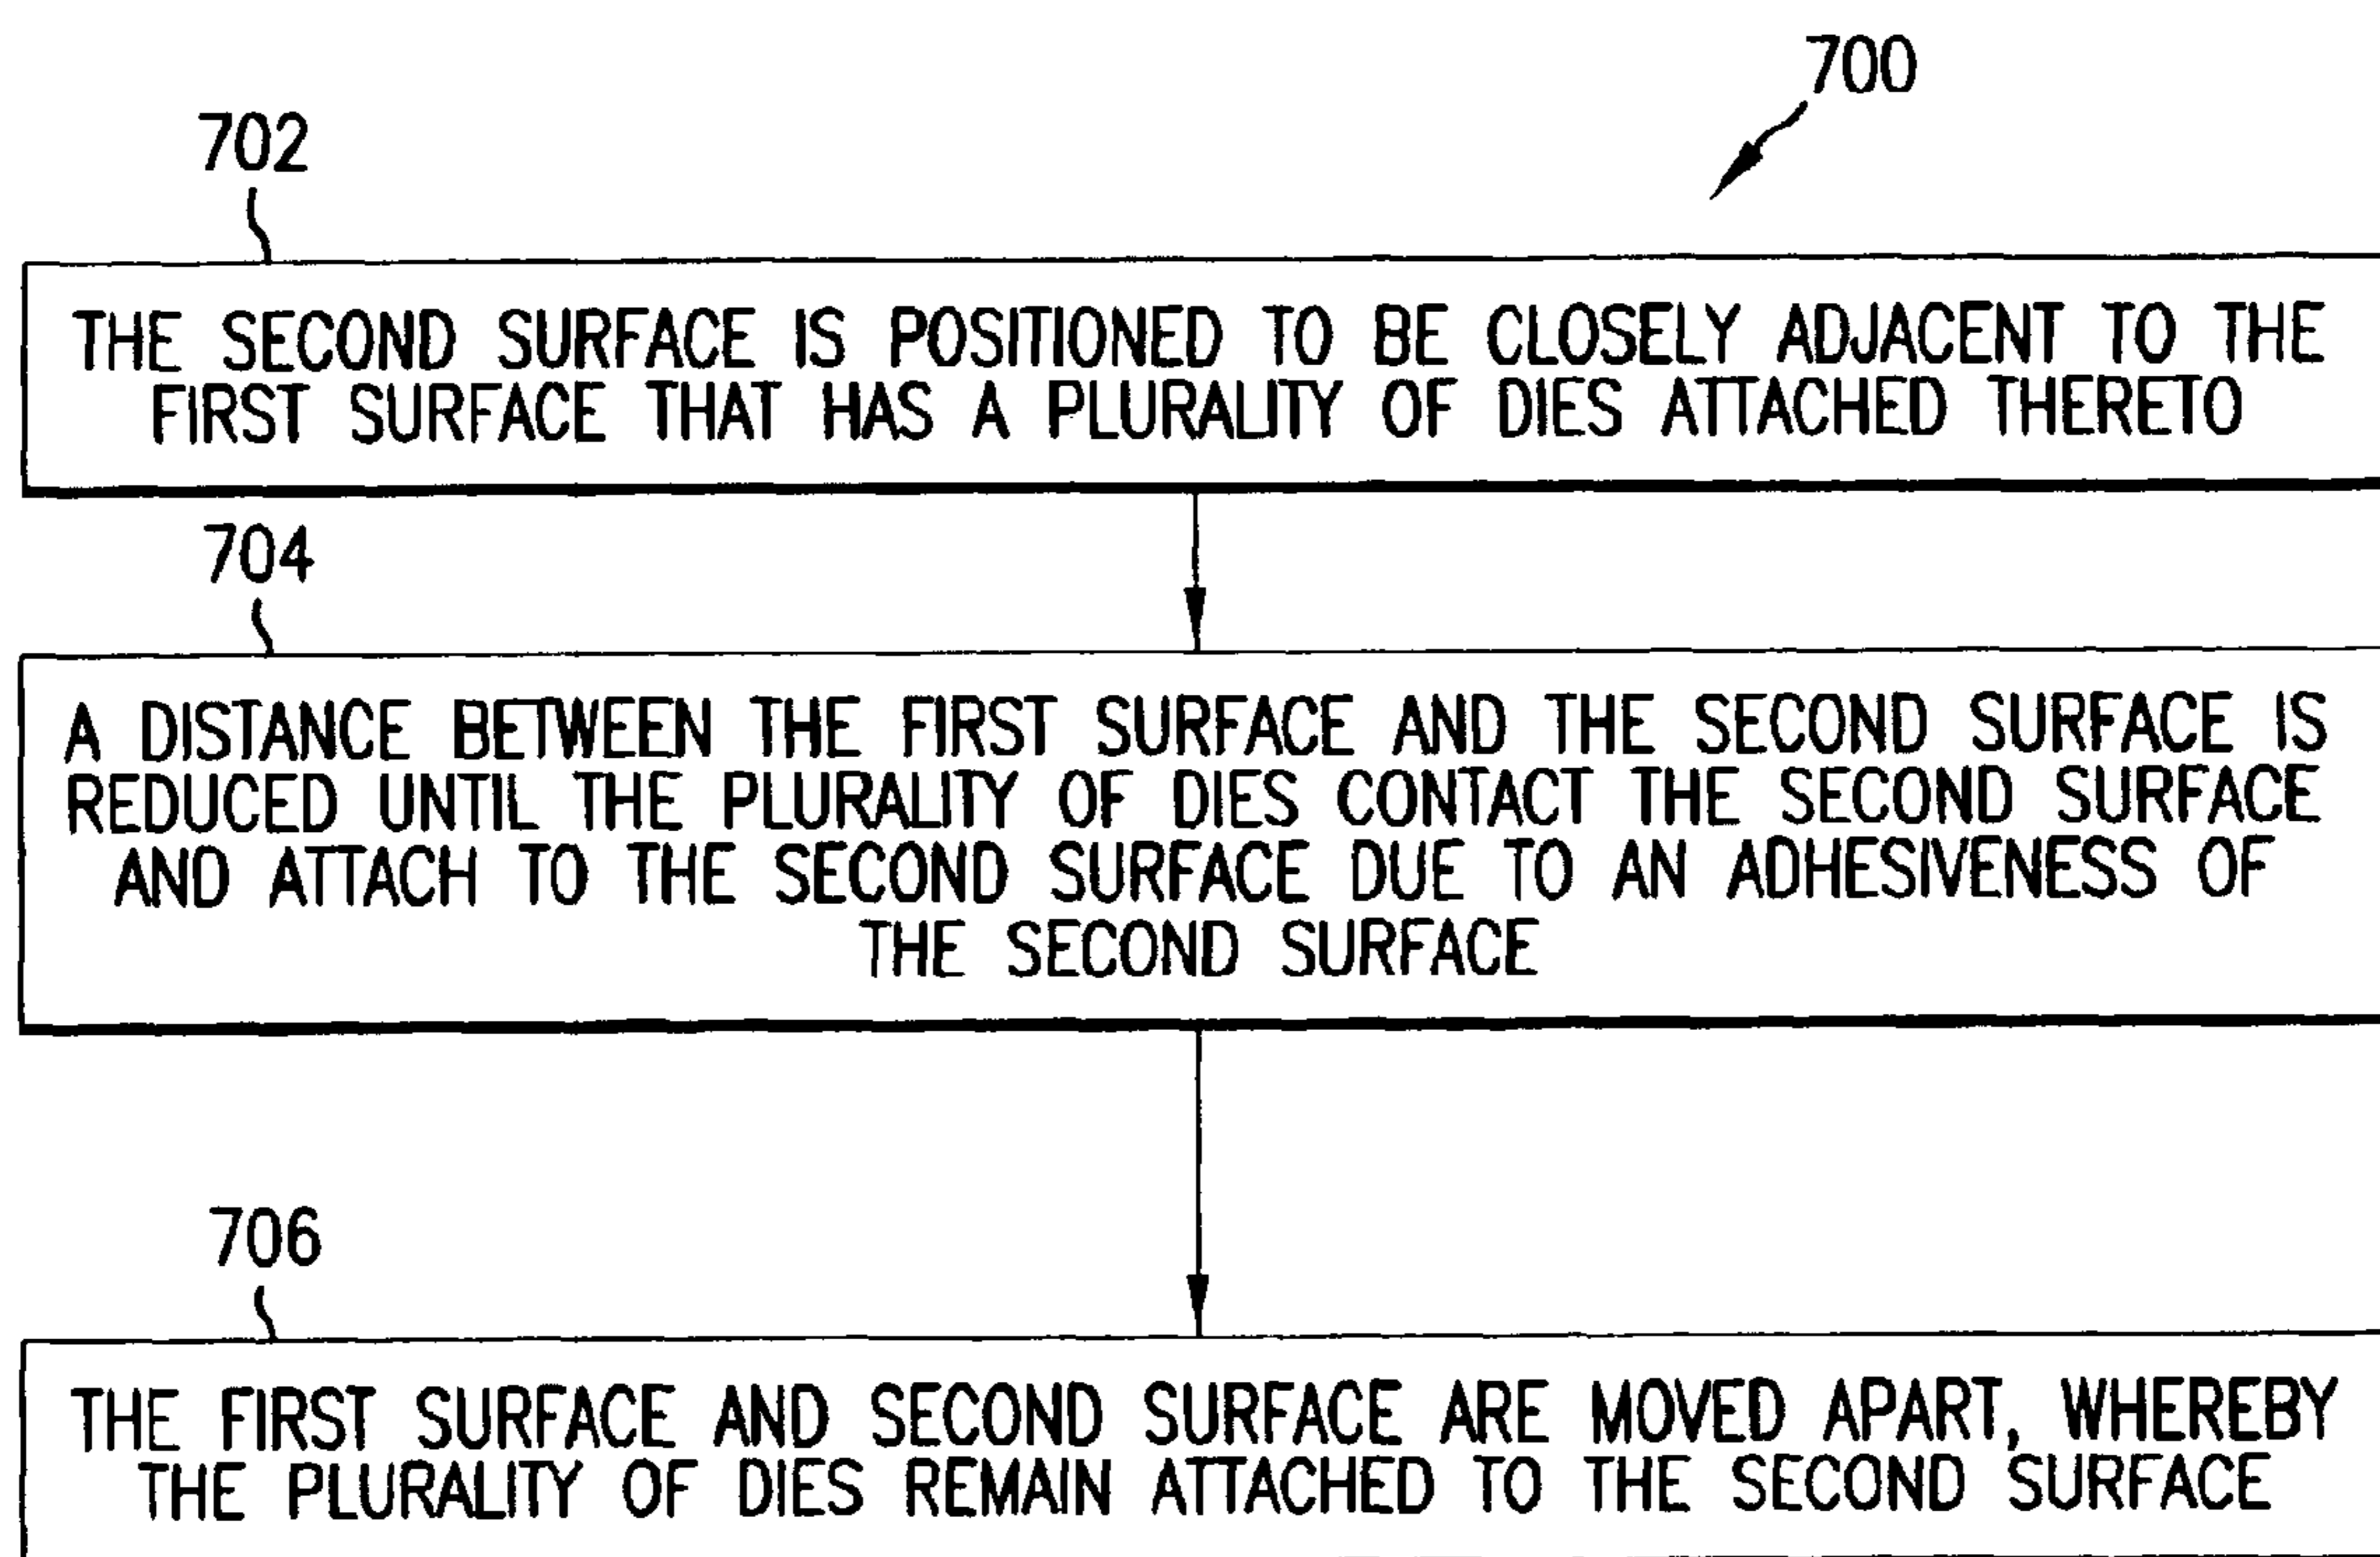 700
702
THE SECOND SURFACE IS POSITIONED TO BE CLOSELY ADJACENT TO THE
FIRST SURFACE THAT HAS A PLURALITY OF DIES ATTACHED THERETO
704
A DISTANCE BETWEEN THE FIRST SURFACE AND THE SECOND SURFACE IS
REDUCED UNTIL THE PLURALITY OF DIES CONTACT THE SECOND SURFACE
AND ATTACH TO THE SECOND SURFACE DUE TO AN ADHESIVENESS OF
THE SECOND SURFACE
706
THE FIRST SURFACE AND SECOND SURFACE ARE MOVED APART, WHEREBY
THE PLURALITY OF DIES REMAIN ATTACHED TO THE SECOND SURFACE